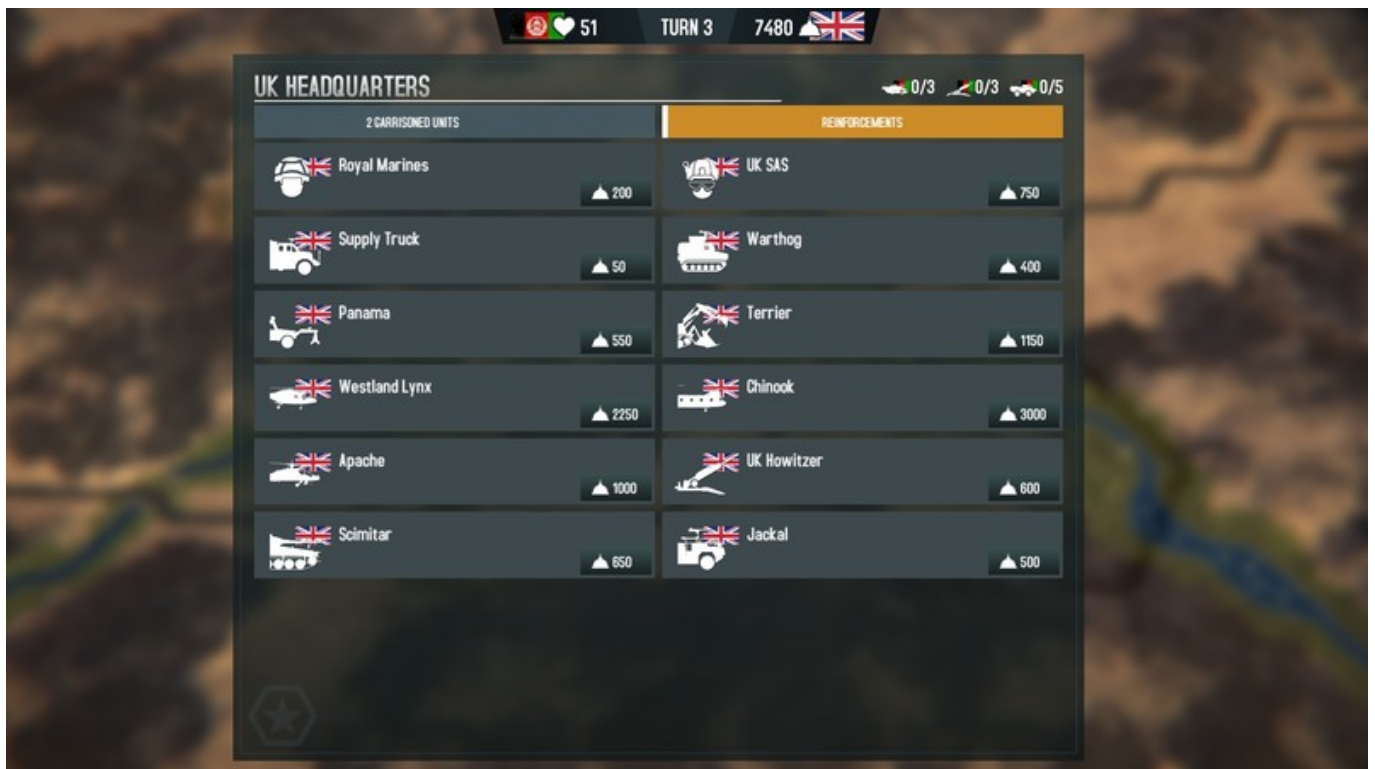 51 TURN 3 7480
UK HEADQUARTERS 0/3 0/3 0/5
2 GARRISONED UNITS REINFORCEMENTS
Royal Marines UK SAS
200 750
Supply Truck Warthog
50 400
Panama Terrier
550 1150
Westland Lynx Chinook
2250 3000
Apache UK Howitzer
1000 600
Scimitar Jackal
650 500